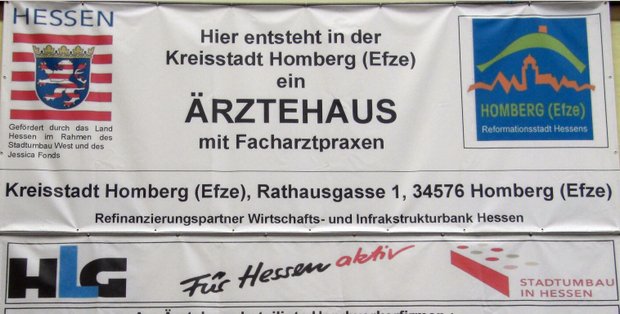 HESSEN
Gefördert durch das Land
Hessen im Rahmen des
Stadtumbau West und des
Jessica Fonds
Hier entsteht in der
Kreisstadt Homberg (Efze)
ein
ÄRZTEHAUS
mit Facharztpraxen
HOMBERG (Efze)
Reformationsstadt Hessens
Kreisstadt Homberg (Efze), Rathausgasse 1, 34576 Homberg (Efze)
Refinanzierungspartner Wirtschafts- und Infrakstrukturbank Hessen
HLG
Für Hessen aktiv
STADTUMBAU
IN HESSEN